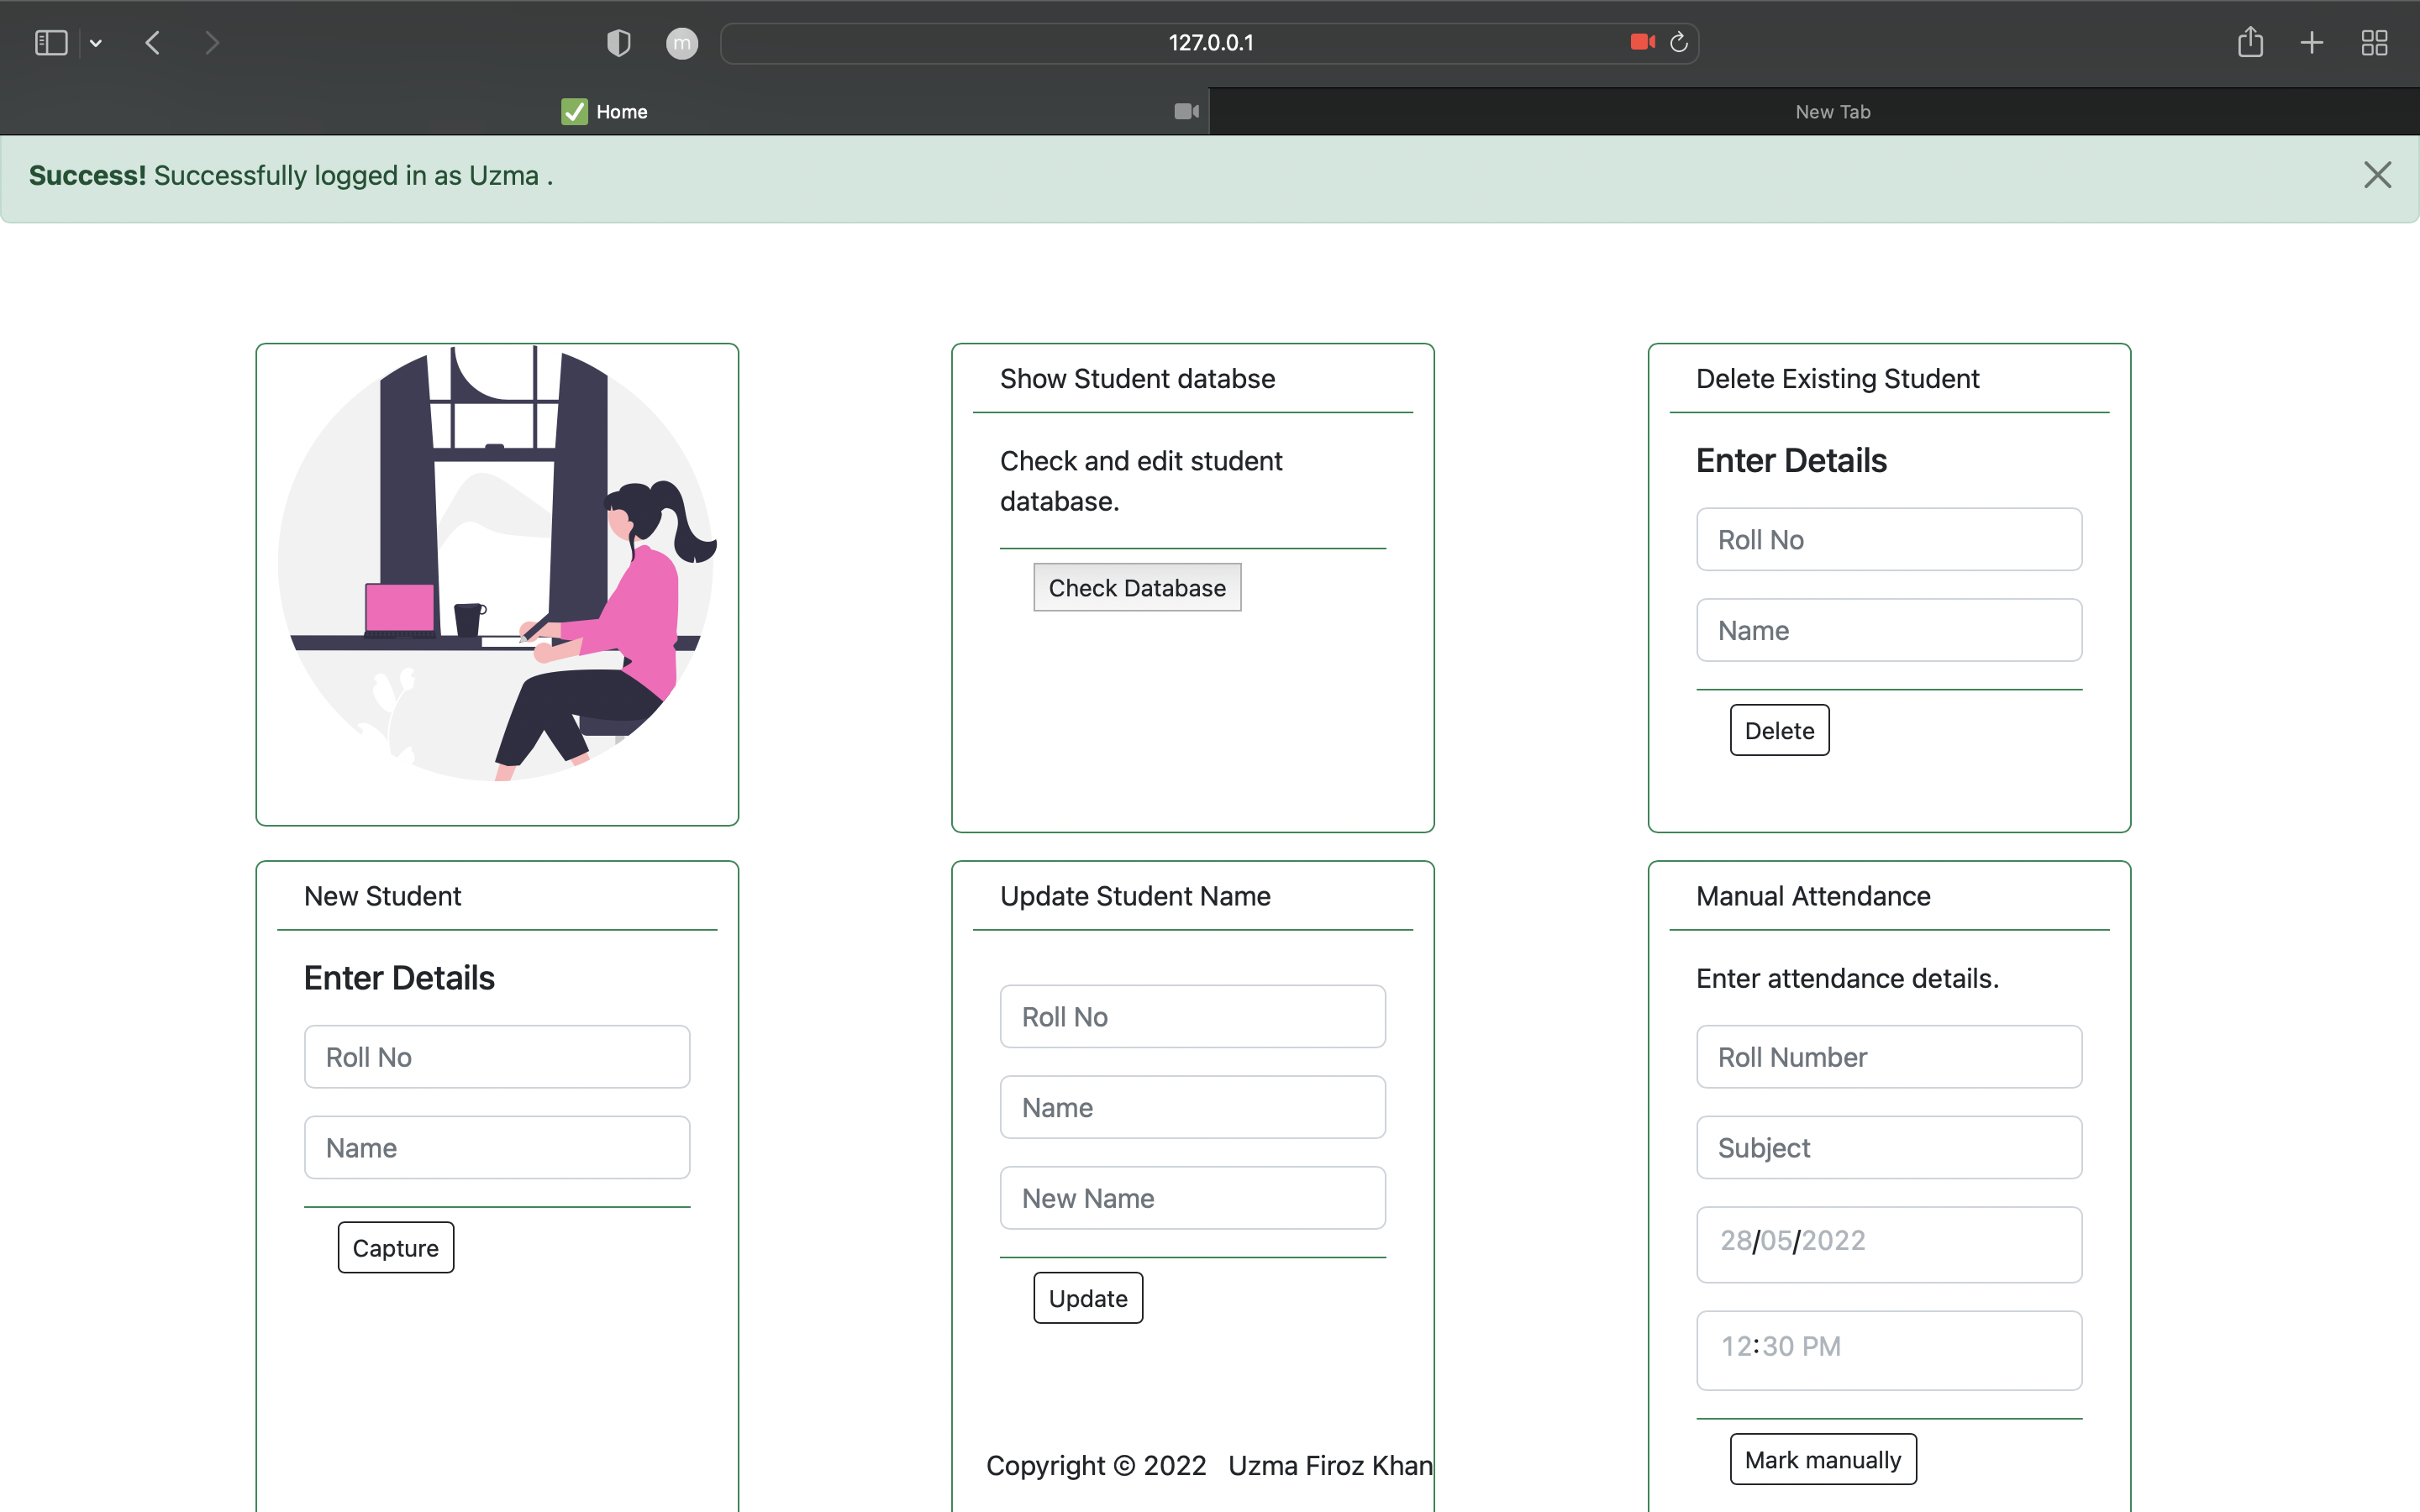 127.0.0.1
Home
New Tab
Success! Successfully logged in as Uzma .
Show Student databse
Check and edit student
database.
Check Database
Delete Existing Student
Enter Details
Roll No
Name
Delete
New Student
Enter Details
Roll No
Name
Capture
Update Student Name
Roll No
Name
New Name
Update
Copyright © 2022 Uzma Firoz Khan
Manual Attendance
Enter attendance details.
Roll Number
Subject
28/05/2022
12:30 PM
Mark manually
m